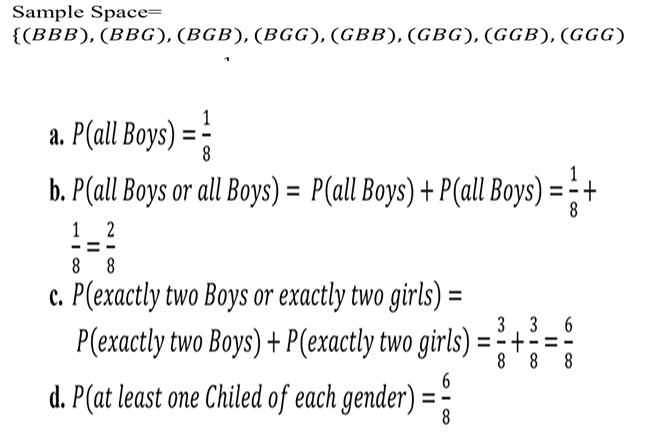 Sample Space=
{(BBB), (BBG), (BGB), (BGG), (GBB), (GBG), (GGB), (GGG)}
a. P(all Boys) = 1/8
b. P(all Boys or all Boys) = P(all Boys) + P(all Boys) = 1/8 +
1/8 = 2/8
c. P(exactly two Boys or exactly two girls) =
P(exactly two Boys) + P(exactly two girls) = 3/8 + 3/8 = 6/8
d. P(at least one Chiled of each gender) = 6/8